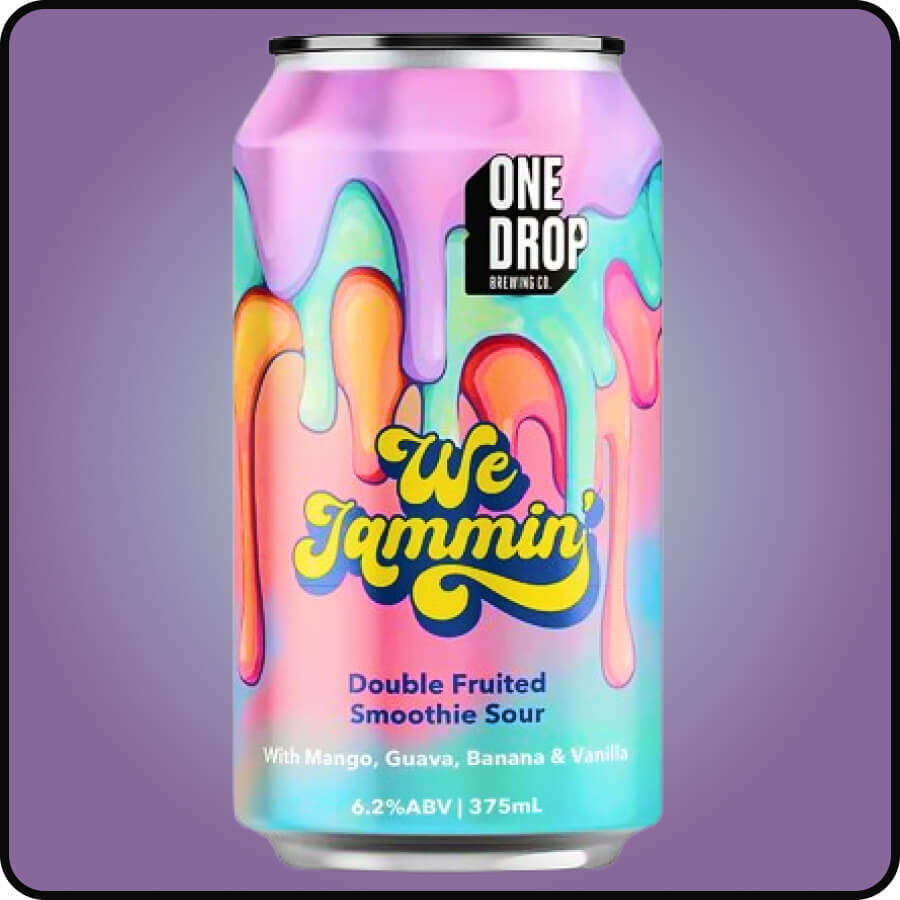 ONE
DROP
BREWING CO.
We
Jammin'
Double Fruited
Smoothie Sour
With Mango, Guava, Banana & Vanilla
6.2%ABV | 375mL